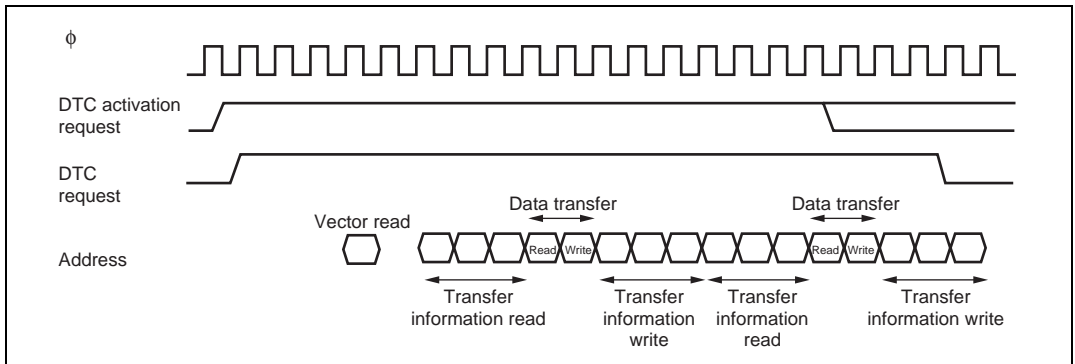 ϕ
DTC activation
request
DTC
request
Data transfer
Data transfer
Vector read
Address
Read
Write
Read
Write
Transfer
information read
Transfer
information
write
Transfer
information
read
Transfer
information write